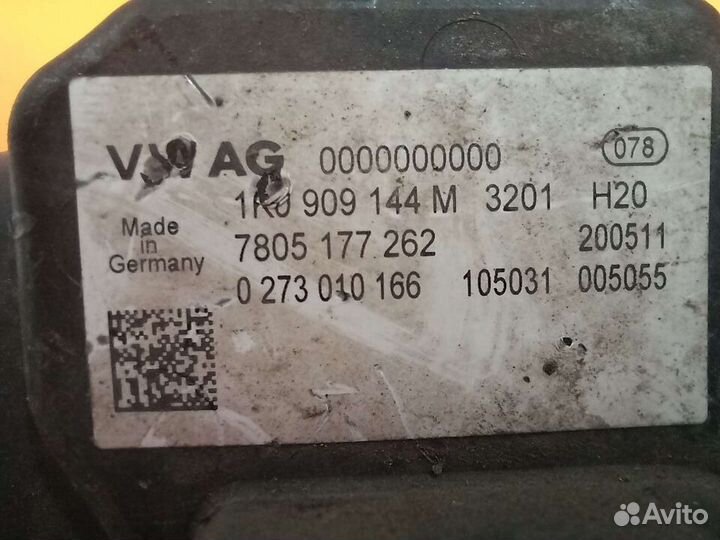 VW AG 0000000000 078
1K0 909 144 M 3201 H20
Made
in
Germany
7805 177 262 200511
0 273 010 166 105031 005055
Avito